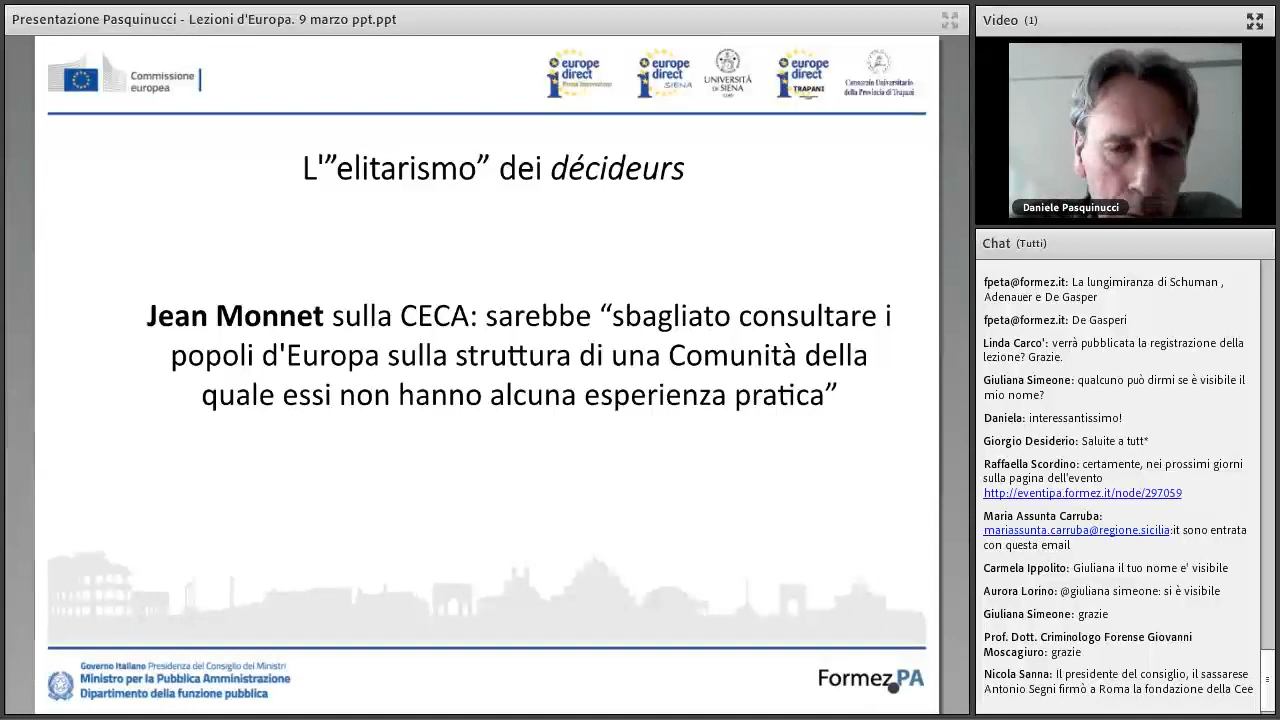 Presentazione Pasquinucci - Lezioni d'Europa. 9 marzo ppt.ppt
Commissione
europea
europe
direct
europe
direct
SIENA
UNIVERSITÀ
DI SIENA
europe
direct
TRAPANI
Consorzio Universitario
della Provincia di Trapani
L'”elitarismo” dei décideurs
Jean Monnet sulla CECA: sarebbe “sbagliato consultare i
popoli d'Europa sulla struttura di una Comunità della
quale essi non hanno alcuna esperienza pratica”
Governo Italiano Presidenza del Consiglio dei Ministri
Ministro per la Pubblica Amministrazione
Dipartimento della funzione pubblica
Formez PA
Video (1)
Daniele Pasquinucci
Chat (Tutti)
fpeta@formez.it: La lungimiranza di Schuman ,
Adenauer e De Gasper
fpeta@formez.it: De Gasperi
Linda Carco': verrà pubblicata la registrazione della
lezione? Grazie.
Giuliana Simeone: qualcuno può dirmi se è visibile il
mio nome?
Daniela: interessantissimo!
Giorgio Desiderio: Saluite a tutt*
Raffaella Scordino: certamente, nei prossimi giorni
sulla pagina dell'evento
http://eventipa.formez.it/node/297059
Maria Assunta Carruba:
mariassunta.carruba@regione.sicilia:it sono entrata
con questa email
Carmela Ippolito: Giuliana il tuo nome e' visibile
Aurora Lorino: @giuliana simeone: si è visibile
Giuliana Simeone: grazie
Prof. Dott. Criminologo Forense Giovanni
Moscagiuro: grazie
Nicola Sanna: Il presidente del consiglio, il sassarese
Antonio Segni firmò a Roma la fondazione della Cee